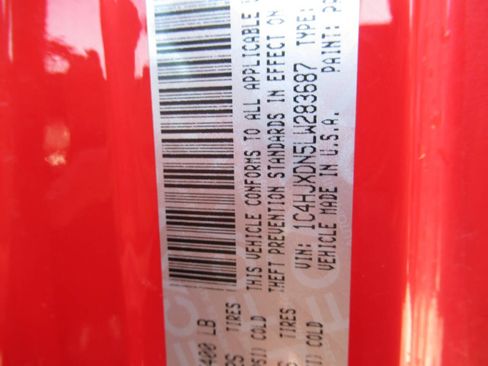 THIS VEHICLE CONFORMS TO ALL APPLICABLE
THEFT PREVENTION STANDARDS IN EFFECT ON
VIN: 1C4HJXDN5LW283687 TYPE:
VEHICLE MADE IN U.S.A. PAINT:
400 LB
TIRES
COLD
TIRES
COLD